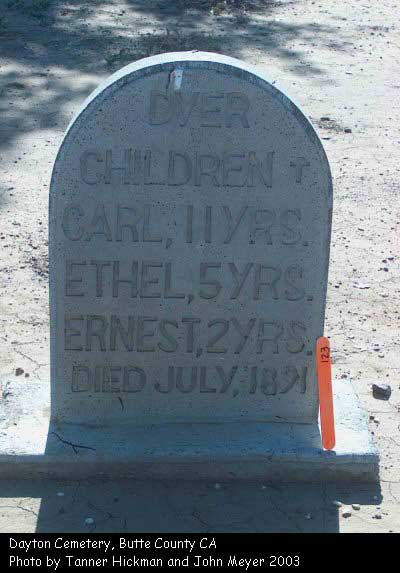 DYER
CHILDREN †
CARL, 11 YRS.
ETHEL, 5 YRS.
ERNEST, 2 YRS.
DIED JULY, 1891
123
Dayton Cemetery, Butte County CA
Photo by Tanner Hickman and John Meyer 2003